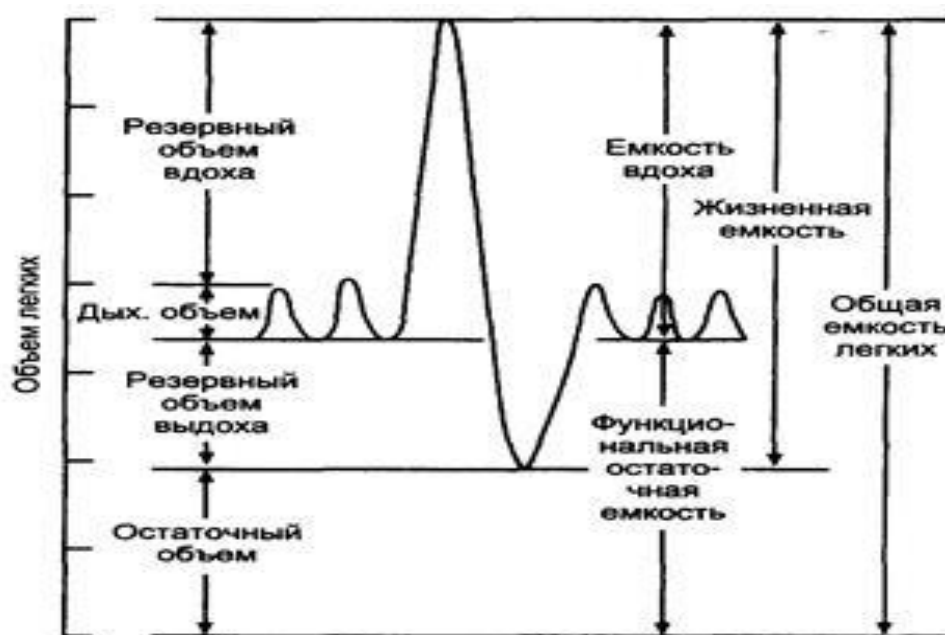 Объем легких
Резервный
объем
вдоха
Дых. объем
Резервный
объем
выдоха
Остаточный
объем
Емкость
вдоха
Функцио-
нальная
остато-
чная
емкость
Жизненная
емкость
Общая
емкость
легких